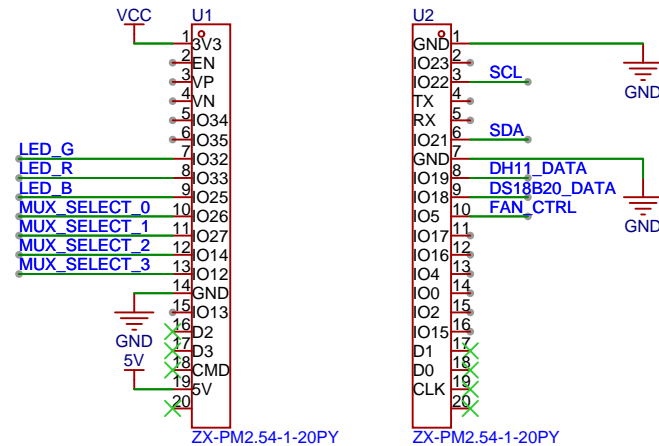 VCC
U1
1 3V3
2 EN
3 VP
4 VN
5 IO34
6 IO35
LED_G 7 IO32
LED_R 8 IO33
LED_B 9 IO25
MUX_SELECT_0 10 IO26
MUX_SELECT_1 11 IO27
MUX_SELECT_2 12 IO14
MUX_SELECT_3 13 IO12
14 GND
15 IO13
GND
16 D2
17 D3
5V
18 CMD
19 5V
20
ZX-PM2.54-1-20PY
U2
GND 1
IO23 2
IO22 3 SCL
GND
TX 4
RX 5
IO21 6 SDA
GND 7
IO19 8 DH11_DATA
IO18 9 DS18B20_DATA
IO5 10 FAN_CTRL
GND
IO17 11
IO16 12
IO4 13
IO0 14
IO2 15
IO15 16
D1 17
D0 18
CLK 19
20
ZX-PM2.54-1-20PY